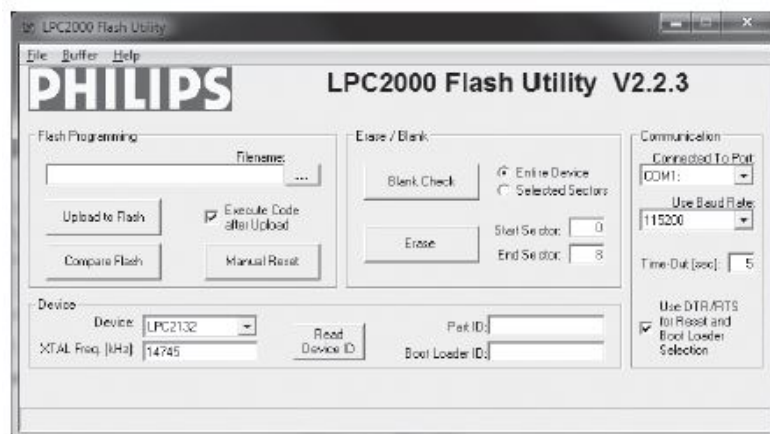 LPC2000 Flash Utility
File Buffer Help
PHILIPS
LPC2000 Flash Utility V2.2.3
Flash Programming
Filename:
...
Upload to Flash
Execute Code
after Upload
Compare Flash
Manual Reset
Erase / Blank
Blank Check
Entire Device
Selected Sectors
Erase
Start Sector: 0
End Sector: 8
Communication
Connected To Port:
COM1:
Use Baud Rate:
115200
Time-Out [sec]: 5
Use DTR/RTS
for Reset and
Boot Loader
Selection
Device
Device: LPC2132
XTAL Freq. [kHz]: 14745
Read
Device ID
Part ID:
Boot Loader ID: